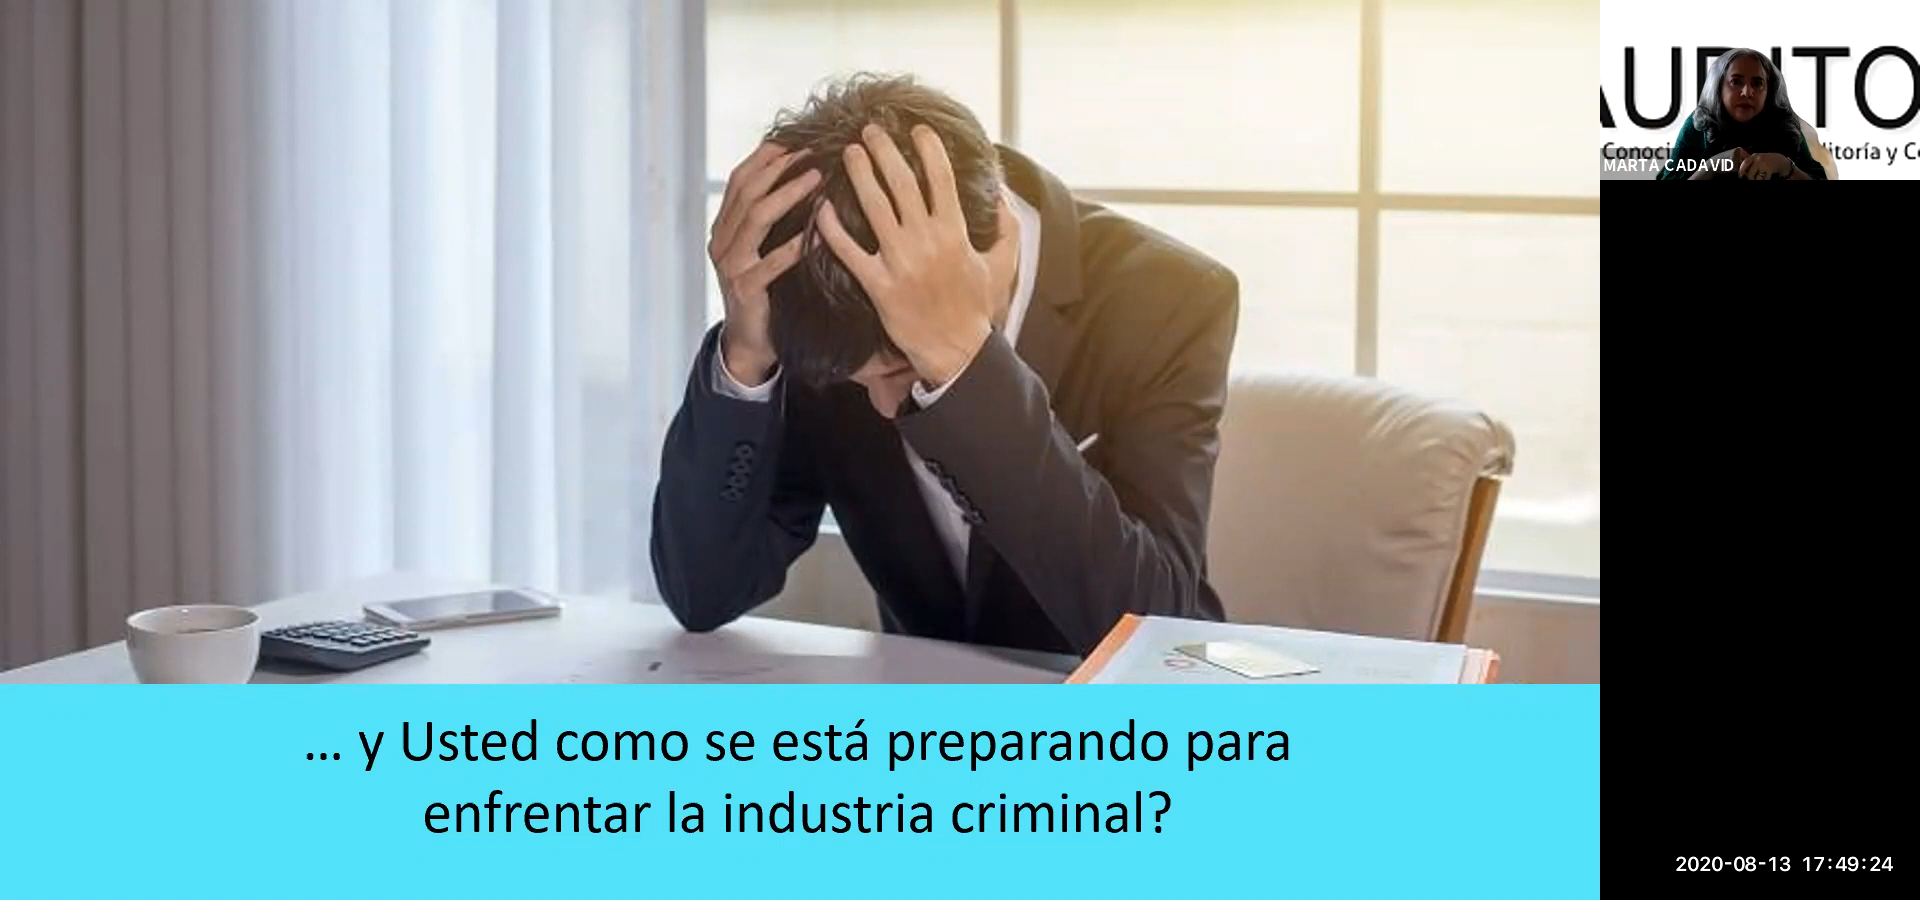 ... y Usted como se está preparando para
enfrentar la industria criminal?
MARTA CADAVID
2020-08-13 17:49:24